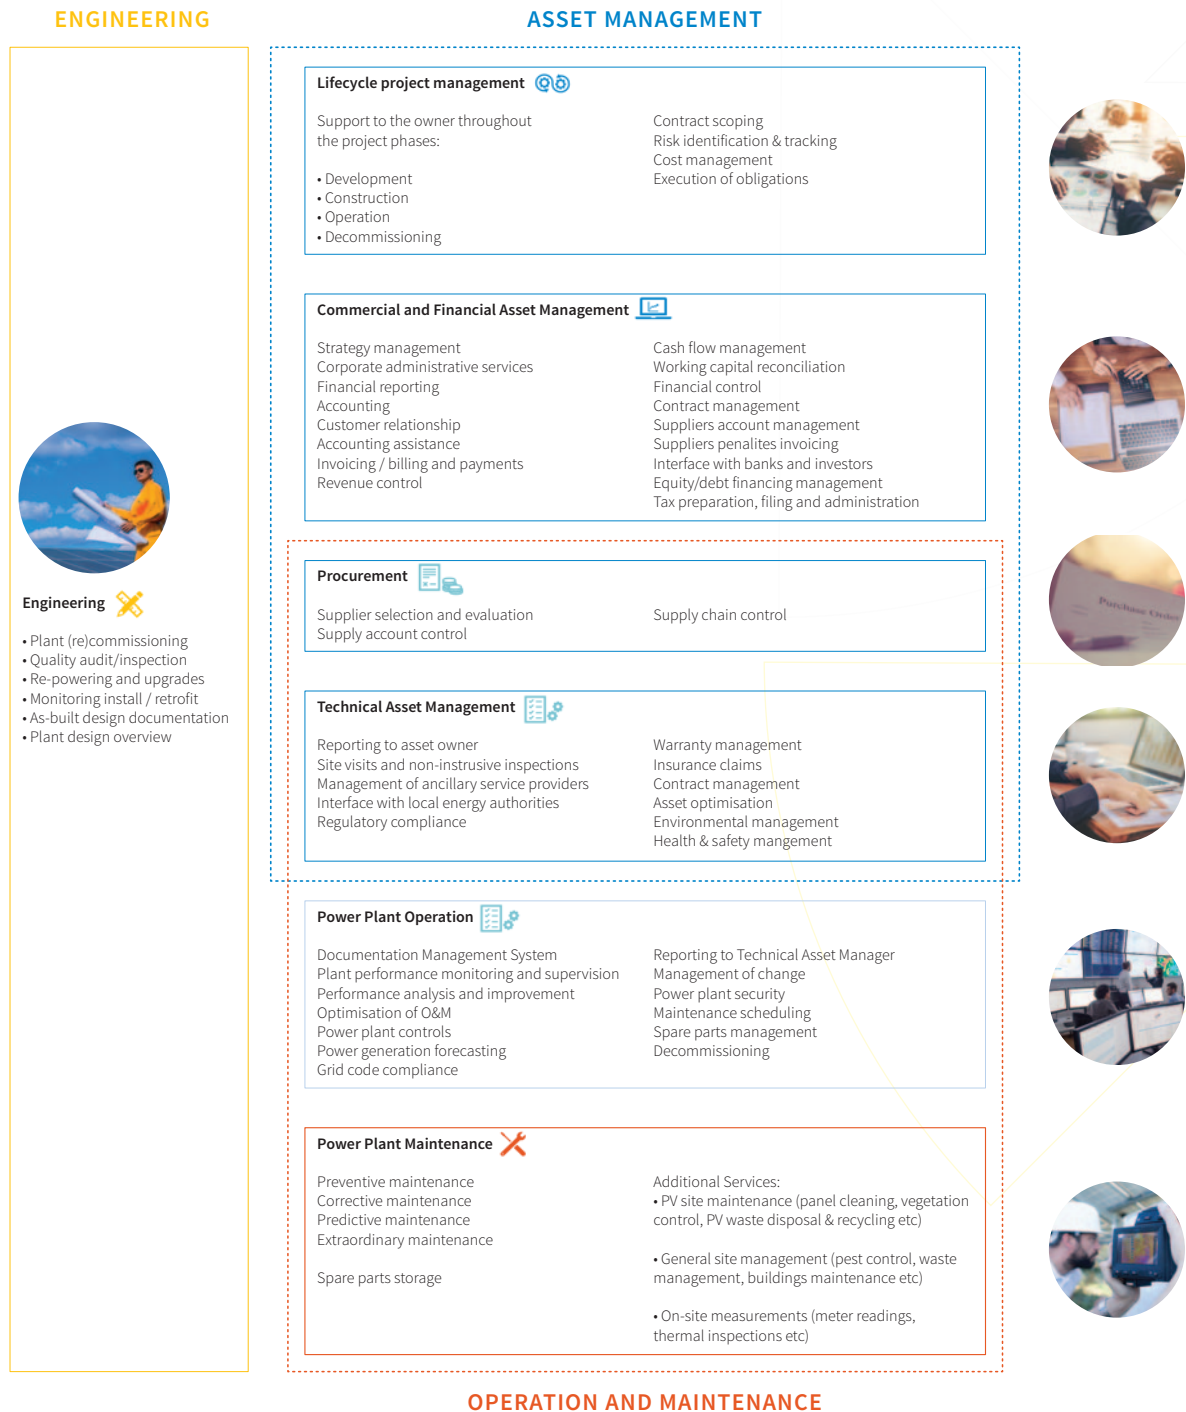 ENGINEERING
ASSET MANAGEMENT
Lifecycle project management
Support to the owner throughout
the project phases:
• Development
• Construction
• Operation
• Decommissioning
Contract scoping
Risk identification & tracking
Cost management
Execution of obligations
Commercial and Financial Asset Management
Strategy management
Corporate administrative services
Financial reporting
Accounting
Customer relationship
Accounting assistance
Invoicing / billing and payments
Revenue control
Cash flow management
Working capital reconciliation
Financial control
Contract management
Suppliers account management
Suppliers penalites invoicing
Interface with banks and investors
Equity/debt financing management
Tax preparation, filing and administration
Engineering
• Plant (re)commissioning
• Quality audit/inspection
• Re-powering and upgrades
• Monitoring install / retrofit
• As-built design documentation
• Plant design overview
Procurement
Supplier selection and evaluation
Supply account control
Supply chain control
Purchase Order
Technical Asset Management
Reporting to asset owner
Site visits and non-instrusive inspections
Management of ancillary service providers
Interface with local energy authorities
Regulatory compliance
Warranty management
Insurance claims
Contract management
Asset optimisation
Environmental management
Health & safety mangement
Power Plant Operation
Documentation Management System
Plant performance monitoring and supervision
Performance analysis and improvement
Optimisation of O&M
Power plant controls
Power generation forecasting
Grid code compliance
Reporting to Technical Asset Manager
Management of change
Power plant security
Maintenance scheduling
Spare parts management
Decommissioning
Power Plant Maintenance
Preventive maintenance
Corrective maintenance
Predictive maintenance
Extraordinary maintenance
Spare parts storage
Additional Services:
• PV site maintenance (panel cleaning, vegetation
control, PV waste disposal & recycling etc)
• General site management (pest control, waste
management, buildings maintenance etc)
• On-site measurements (meter readings,
thermal inspections etc)
OPERATION AND MAINTENANCE